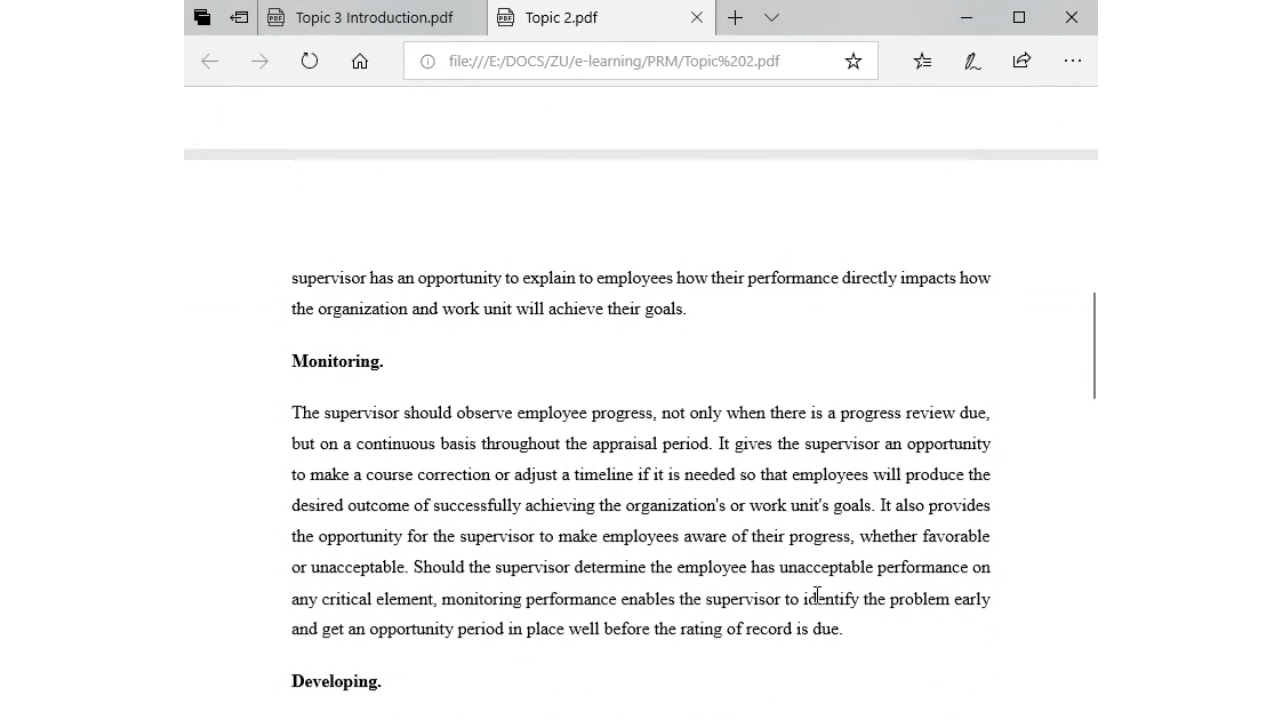 Topic 3 Introduction.pdf
Topic 2.pdf
file:///E:/DOCS/ZU/e-learning/PRM/Topic%202.pdf
supervisor has an opportunity to explain to employees how their performance directly impacts how
the organization and work unit will achieve their goals.
Monitoring.
The supervisor should observe employee progress, not only when there is a progress review due,
but on a continuous basis throughout the appraisal period. It gives the supervisor an opportunity
to make a course correction or adjust a timeline if it is needed so that employees will produce the
desired outcome of successfully achieving the organization's or work unit's goals. It also provides
the opportunity for the supervisor to make employees aware of their progress, whether favorable
or unacceptable. Should the supervisor determine the employee has unacceptable performance on
any critical element, monitoring performance enables the supervisor to identify the problem early
and get an opportunity period in place well before the rating of record is due.
Developing.